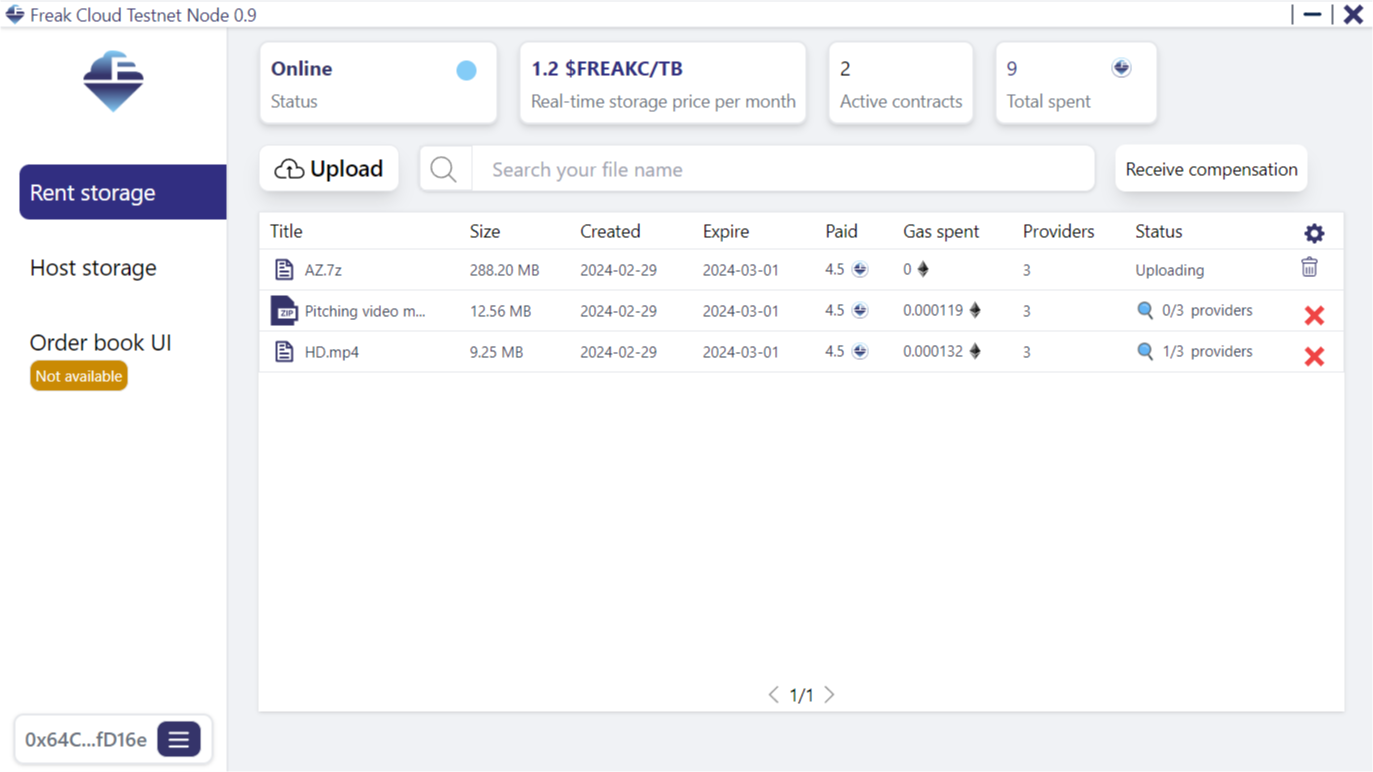 Freak Cloud Testnet Node 0.9
Online
Status
1.2 $FREAKC/TB
Real-time storage price per month
2
Active contracts
9
Total spent
Rent storage
Host storage
Order book UI
Not available
Upload
Search your file name
Receive compensation
Title Size Created Expire Paid Gas spent Providers Status
AZ.7z 288.20 MB 2024-02-29 2024-03-01 4.5 0 3 Uploading
ZIP Pitching video m... 12.56 MB 2024-02-29 2024-03-01 4.5 0.000119 3 0/3 providers
HD.mp4 9.25 MB 2024-02-29 2024-03-01 4.5 0.000132 3 1/3 providers
1/1
0x64C...fD16e